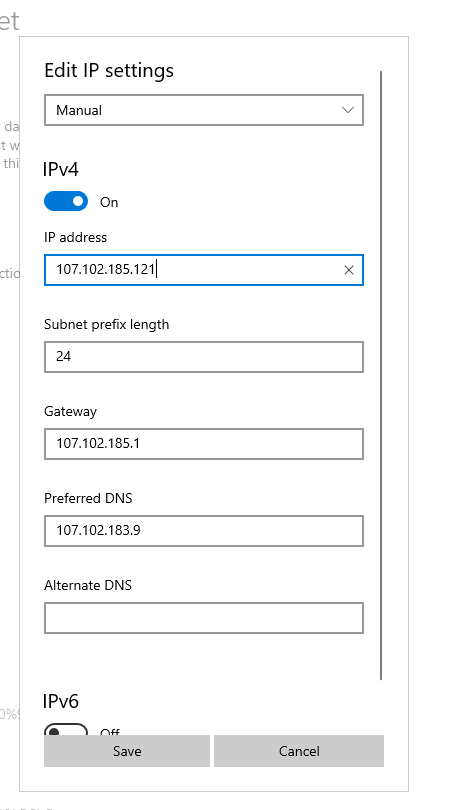 et
Edit IP settings
Manual
da
t w
thi
IPv4
On
IP address
ctio
107.102.185.121
Subnet prefix length
24
Gateway
107.102.185.1
Preferred DNS
107.102.183.9
Alternate DNS
IPv6
Off
Save
Cancel